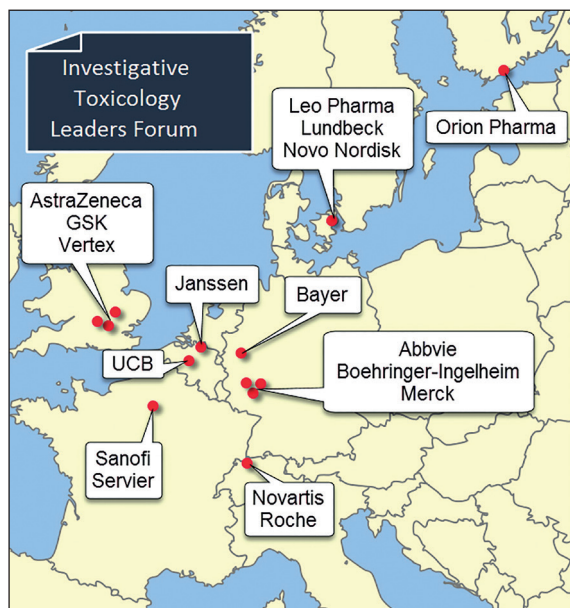 Investigative
Toxicology
Leaders Forum
Leo Pharma
Lundbeck
Novo Nordisk
Orion Pharma
AstraZeneca
GSK
Vertex
Janssen
Bayer
UCB
Abbvie
Boehringer-Ingelheim
Merck
Sanofi
Servier
Novartis
Roche